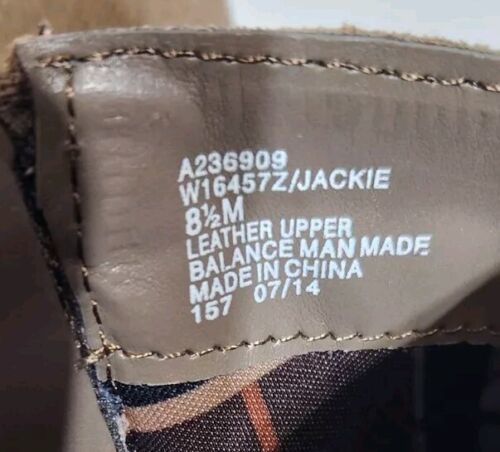 A236909
W16457Z/JACKIE
8½M
LEATHER UPPER
BALANCE MAN MADE
MADE IN CHINA
157 07/14